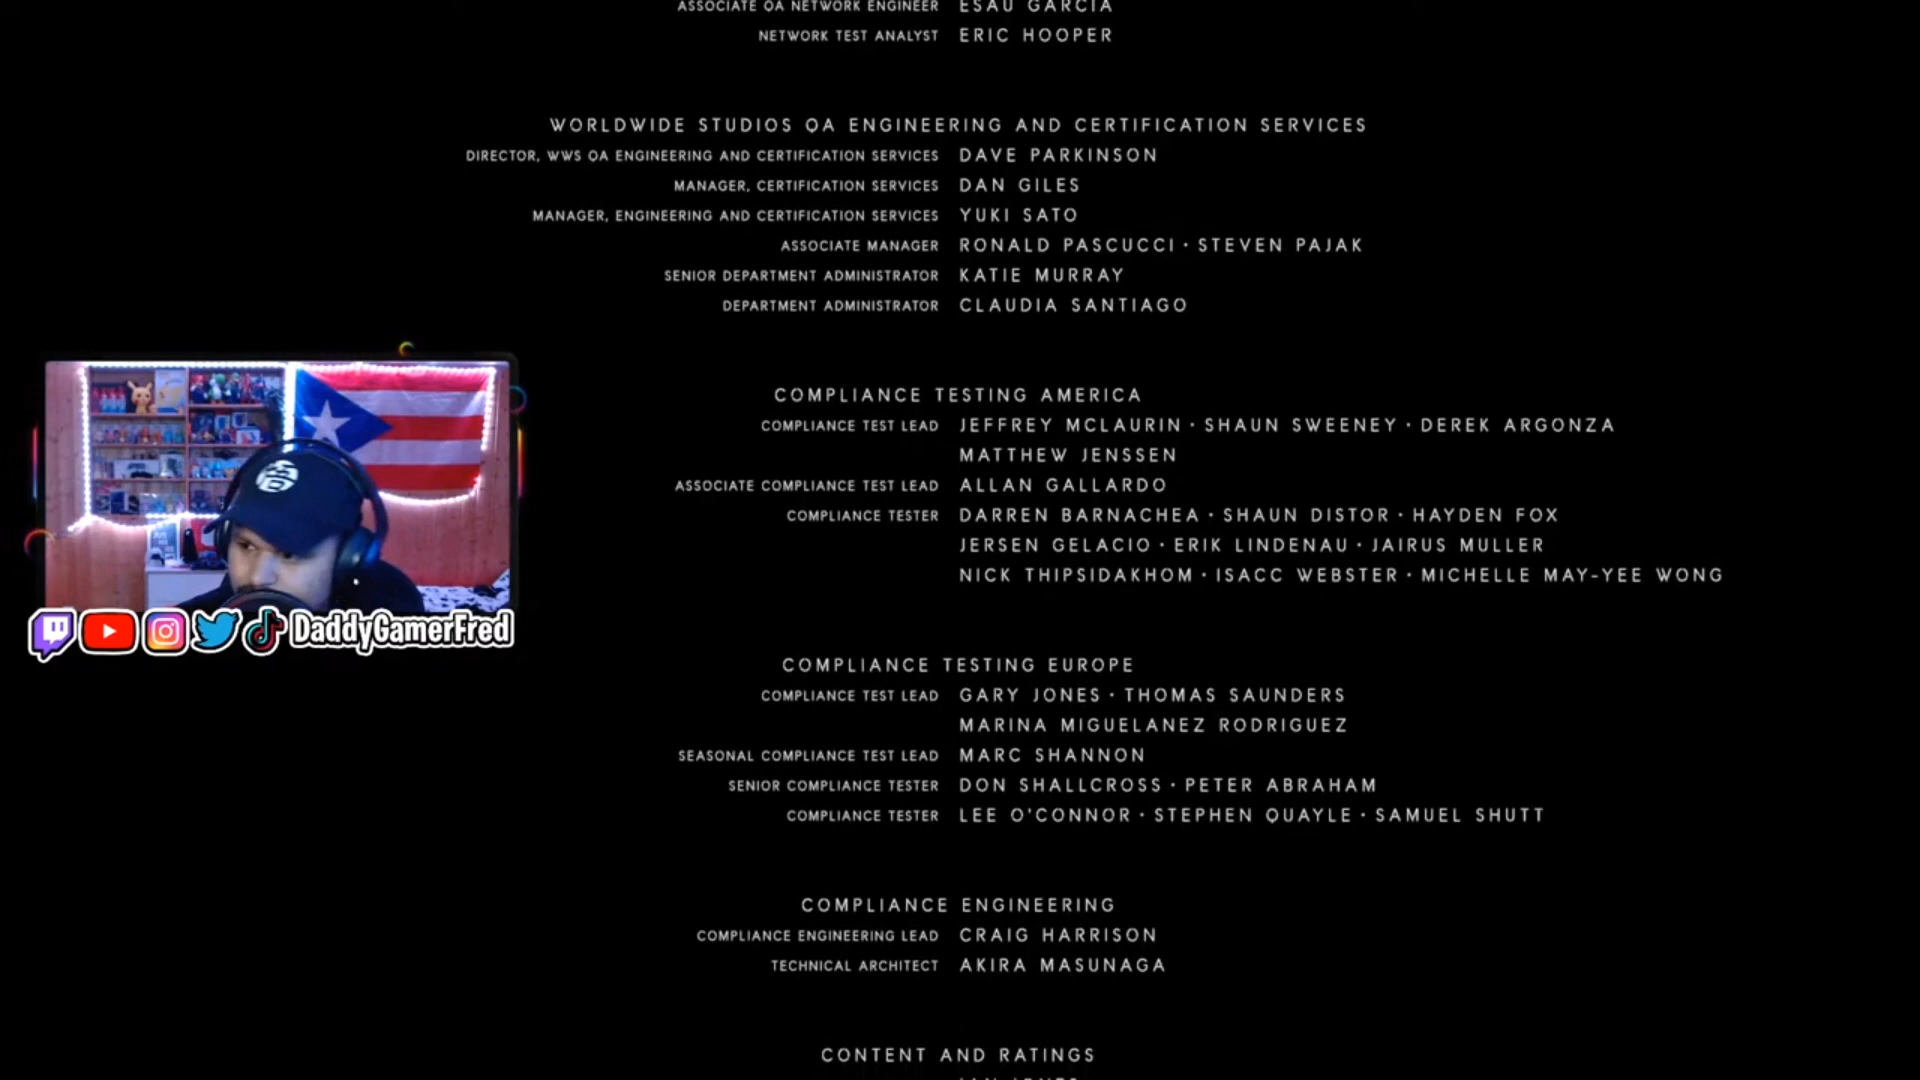 ASSOCIATE QA NETWORK ENGINEER ESAU GARCIA
NETWORK TEST ANALYST ERIC HOOPER
WORLDWIDE STUDIOS QA ENGINEERING AND CERTIFICATION SERVICES
DIRECTOR, WWS QA ENGINEERING AND CERTIFICATION SERVICES DAVE PARKINSON
MANAGER, CERTIFICATION SERVICES DAN GILES
MANAGER, ENGINEERING AND CERTIFICATION SERVICES YUKI SATO
ASSOCIATE MANAGER RONALD PASCUCCI · STEVEN PAJAK
SENIOR DEPARTMENT ADMINISTRATOR KATIE MURRAY
DEPARTMENT ADMINISTRATOR CLAUDIA SANTIAGO
COMPLIANCE TESTING AMERICA
COMPLIANCE TEST LEAD JEFFREY MCLAURIN · SHAUN SWEENEY · DEREK ARGONZA
MATTHEW JENSSEN
ASSOCIATE COMPLIANCE TEST LEAD ALLAN GALLARDO
COMPLIANCE TESTER DARREN BARNACHEA · SHAUN DISTOR · HAYDEN FOX
JERSEN GELACIO · ERIK LINDENAU · JAIRUS MULLER
NICK THIPSIDAKHOM · ISACC WEBSTER · MICHELLE MAY-YEE WONG
DaddyGamerFred
COMPLIANCE TESTING EUROPE
COMPLIANCE TEST LEAD GARY JONES · THOMAS SAUNDERS
MARINA MIGUELANEZ RODRIGUEZ
SEASONAL COMPLIANCE TEST LEAD MARC SHANNON
SENIOR COMPLIANCE TESTER DON SHALLCROSS · PETER ABRAHAM
COMPLIANCE TESTER LEE O'CONNOR · STEPHEN QUAYLE · SAMUEL SHUTT
COMPLIANCE ENGINEERING
COMPLIANCE ENGINEERING LEAD CRAIG HARRISON
TECHNICAL ARCHITECT AKIRA MASUNAGA
CONTENT AND RATINGS